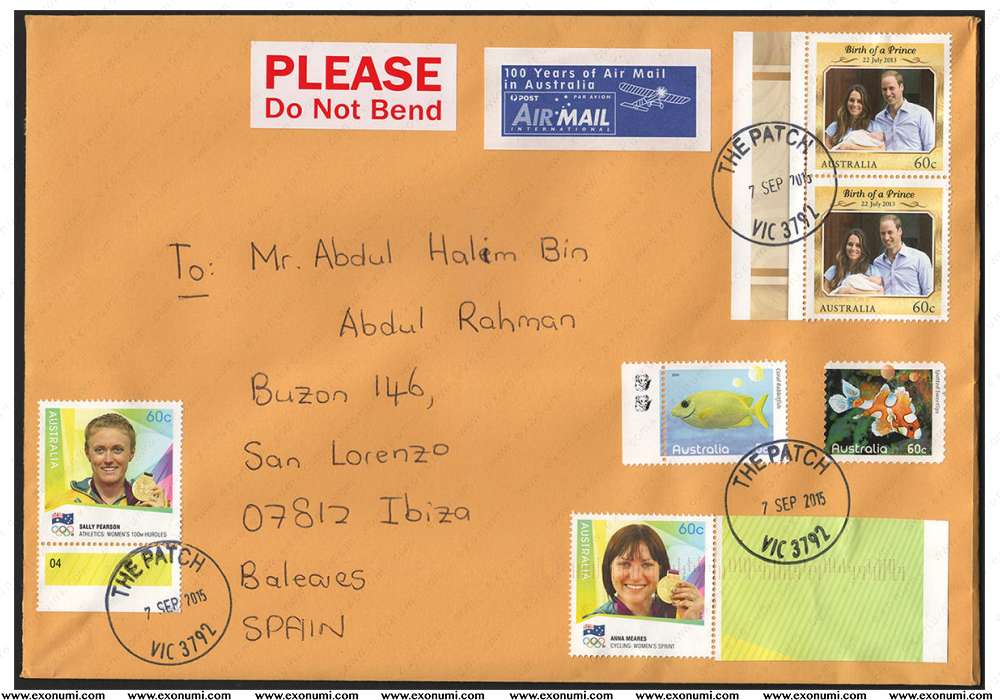 PLEASE
Do Not Bend
100 Years of Air Mail
in Australia
POST
PAR AVION
AIR MAIL
INTERNATIONAL
Birth of a Prince
22 July 2013
AUSTRALIA 60c
Birth of a Prince
22 July 2013
AUSTRALIA 60c
THE PATCH
7 SEP 2015
VIC 3792
To: Mr. Abdul Halim Bin
Abdul Rahman
Buzon 146,
San Lorenzo
07812 Ibiza
Baleares
SPAIN
Coral Rabbitfish
Australia
Australia 60c
THE PATCH
7 SEP 2015
VIC 3792
AUSTRALIA
60c
SALLY PEARSON
ATHLETICS: WOMEN'S 100m HURDLES
04
THE PATCH
7 SEP 2015
VIC 3792
AUSTRALIA
60c
ANNA MEARES
CYCLING: WOMEN'S SPRINT
www.exonumi.com www.exonumi.com www.exonumi.com www.exonumi.com www.exonumi.com www.exonumi.com www.exonumi.com www.exonumi.com